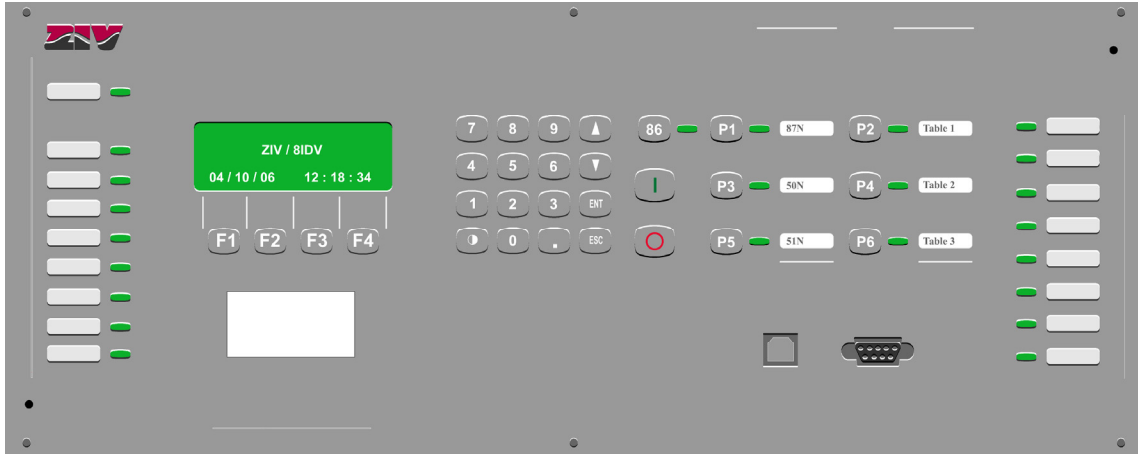 ZIV
ZIV / 8IDV
04 / 10 / 06 12 : 18 : 34
F1 F2 F3 F4
7 8 9
4 5 6
1 2 3 ENT
0 . ESC
86 P1 87N P2 Table 1
I P3 50N P4 Table 2
O P5 51N P6 Table 3